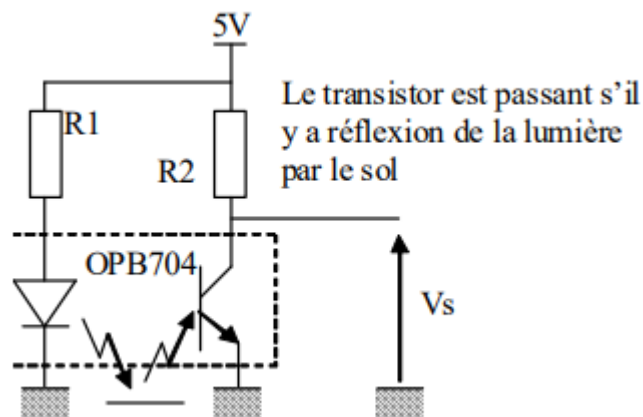 5V
R1
R2
Le transistor est passant s’il
y a réflexion de la lumière
par le sol
OPB704
Vs